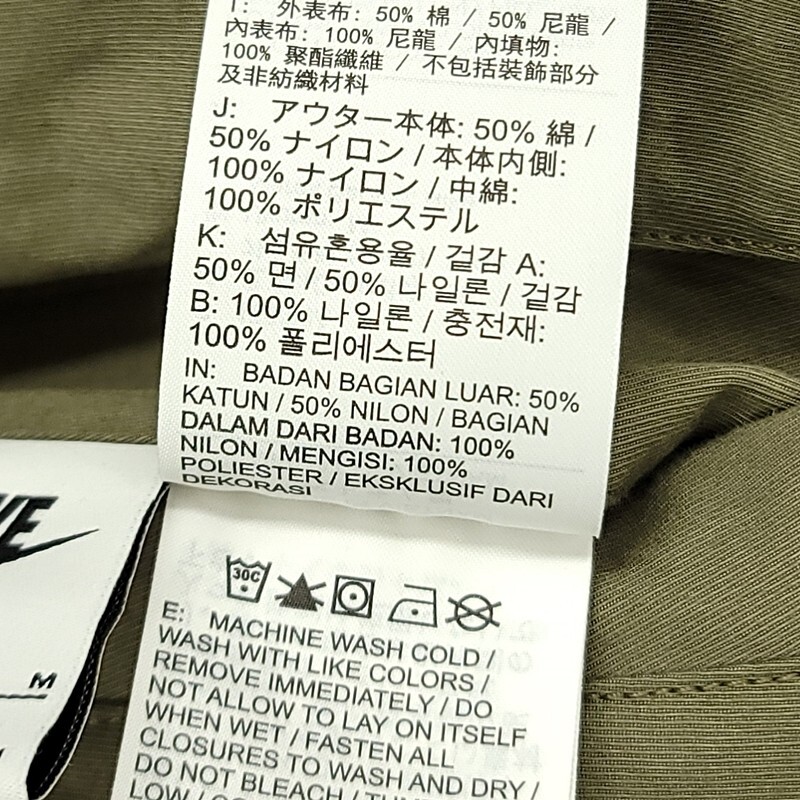 T: 外表布: 50% 棉 / 50% 尼龍 /
內表布: 100% 尼龍 / 內填物:
100% 聚酯纖維 / 不包括裝飾部分
及非紡織材料
J: アウター本体: 50% 綿 /
50% ナイロン / 本体内側:
100% ナイロン / 中綿:
100% ポリエステル
K: 섬유혼용율 / 겉감 A:
50% 면 / 50% 나일론 / 겉감
B: 100% 나일론 / 충전재:
100% 폴리에스터
IN: BADAN BAGIAN LUAR: 50%
KATUN / 50% NILON / BAGIAN
DALAM DARI BADAN: 100%
NILON / MENGISI: 100%
POLIESTER / EKSKLUSIF DARI
DEKORASI
30C
E: MACHINE WASH COLD /
WASH WITH LIKE COLORS /
REMOVE IMMEDIATELY / DO
NOT ALLOW TO LAY ON ITSELF
WHEN WET / FASTEN ALL
CLOSURES TO WASH AND DRY /
DO NOT BLEACH /
M